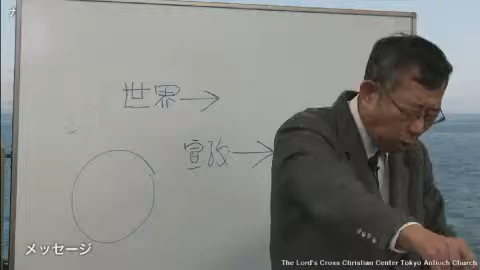 世界→
宣教→
メッセージ
The Lord's Cross Christian Center Tokyo Antioch Church